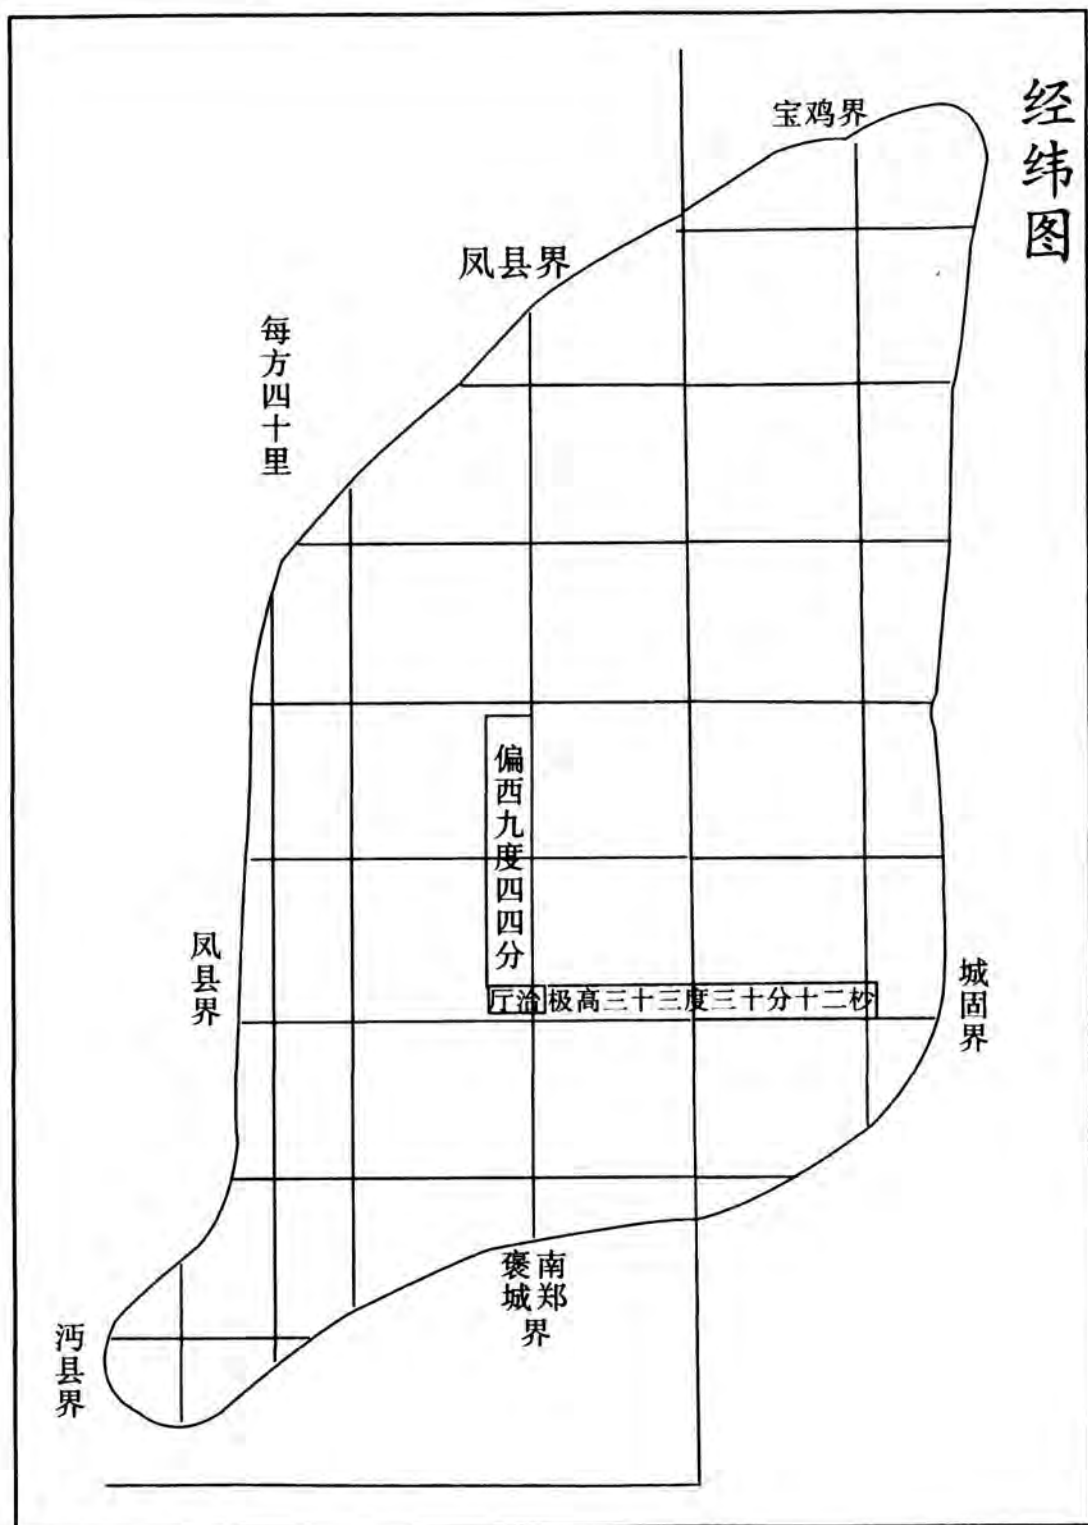 经纬图
宝鸡界
凤县界
每方四十里
偏西九度四四分
厅治
极高三十三度三十分十二杪
凤县界
城固界
南郑
褒城
界
沔县界